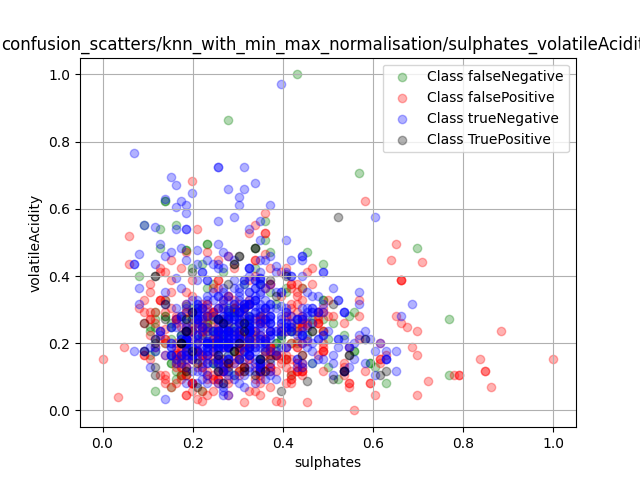 confusion_scatters/knn_with_min_max_normalisation/sulphates_volatileAcidit
Class falseNegative
Class falsePositive
Class trueNegative
Class TruePositive
volatileAcidity
1.0
0.8
0.6
0.4
0.2
0.0
0.0 0.2 0.4 0.6 0.8 1.0
sulphates